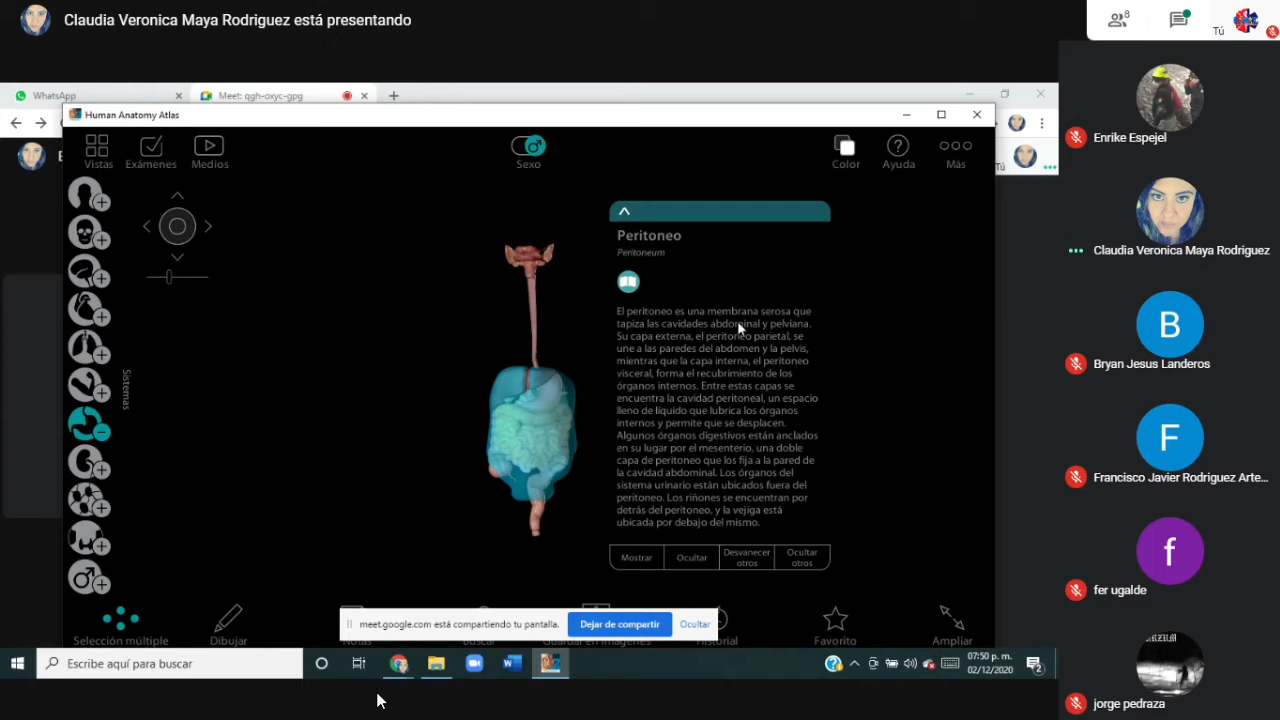 Claudia Veronica Maya Rodriguez está presentando
8
Tú
WhatsApp
Meet: qgh-oxyc-gpg
Human Anatomy Atlas
Vistas
Exámenes
Medios
Sexo
Color
Ayuda
Más
Tú
Sistemas
Peritoneo
Peritoneum
El peritoneo es una membrana serosa que
tapiza las cavidades abdominal y pelviana.
Su capa externa, el peritoneo parietal, se
une a las paredes del abdomen y la pelvis,
mientras que la capa interna, el peritoneo
visceral, forma el recubrimiento de los
órganos internos. Entre estas capas se
encuentra la cavidad peritoneal, un espacio
lleno de líquido que lubrica los órganos
internos y permite que se desplacen.
Algunos órganos digestivos están anclados
en su lugar por el mesenterio, una doble
capa de peritoneo que los fija a la pared de
la cavidad abdominal. Los órganos del
sistema urinario están ubicados fuera del
peritoneo. Los riñones se encuentran por
detrás del peritoneo, y la vejiga está
ubicada por debajo del mismo.
Mostrar
Ocultar
Desvanecer
otros
Ocultar
otros
Selección múltiple
Dibujar
Historial
Favorito
Ampliar
meet.google.com está compartiendo tu pantalla.
Dejar de compartir
Ocultar
Escribe aquí para buscar
07:50 p. m.
02/12/2020
2
Enrike Espejel
Claudia Veronica Maya Rodriguez
B
Bryan Jesus Landeros
F
Francisco Javier Rodriguez Arte...
f
fer ugalde
jorge pedraza